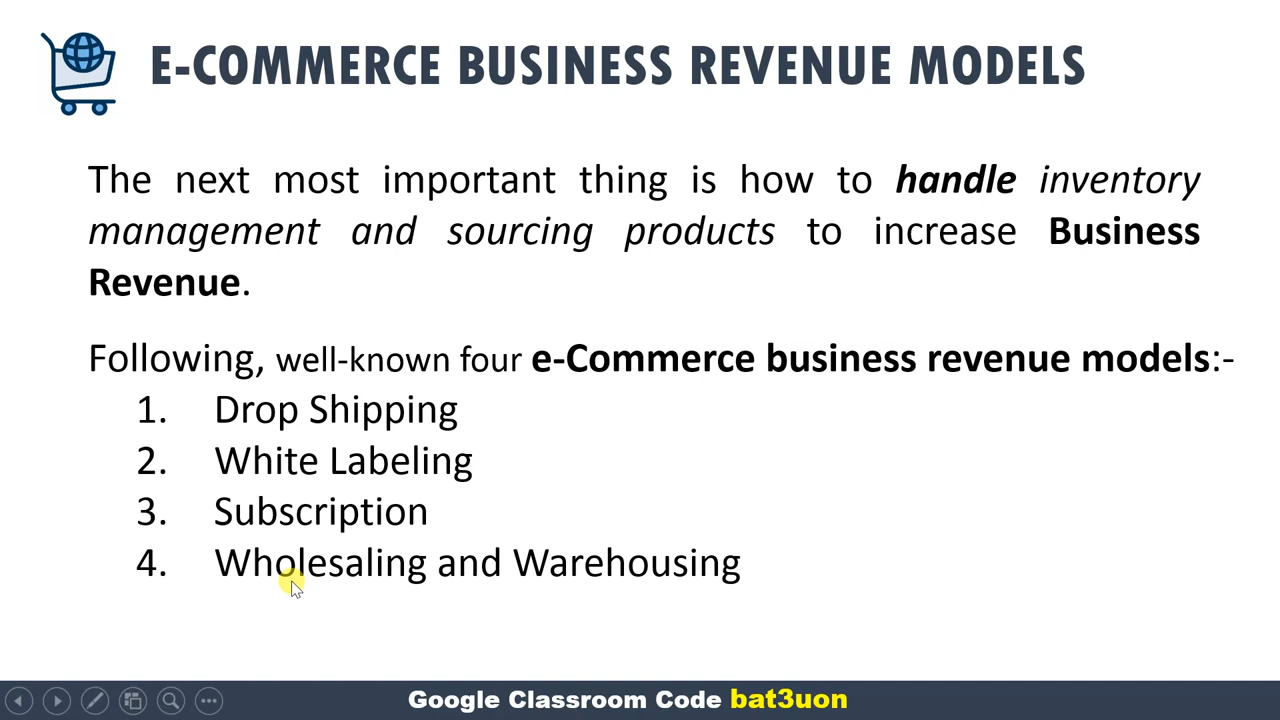 E-COMMERCE BUSINESS REVENUE MODELS
The next most important thing is how to handle inventory
management and sourcing products to increase Business
Revenue.
Following, well-known four e-Commerce business revenue models:-
1. Drop Shipping
2. White Labeling
3. Subscription
4. Wholesaling and Warehousing
Google Classroom Code bat3uon